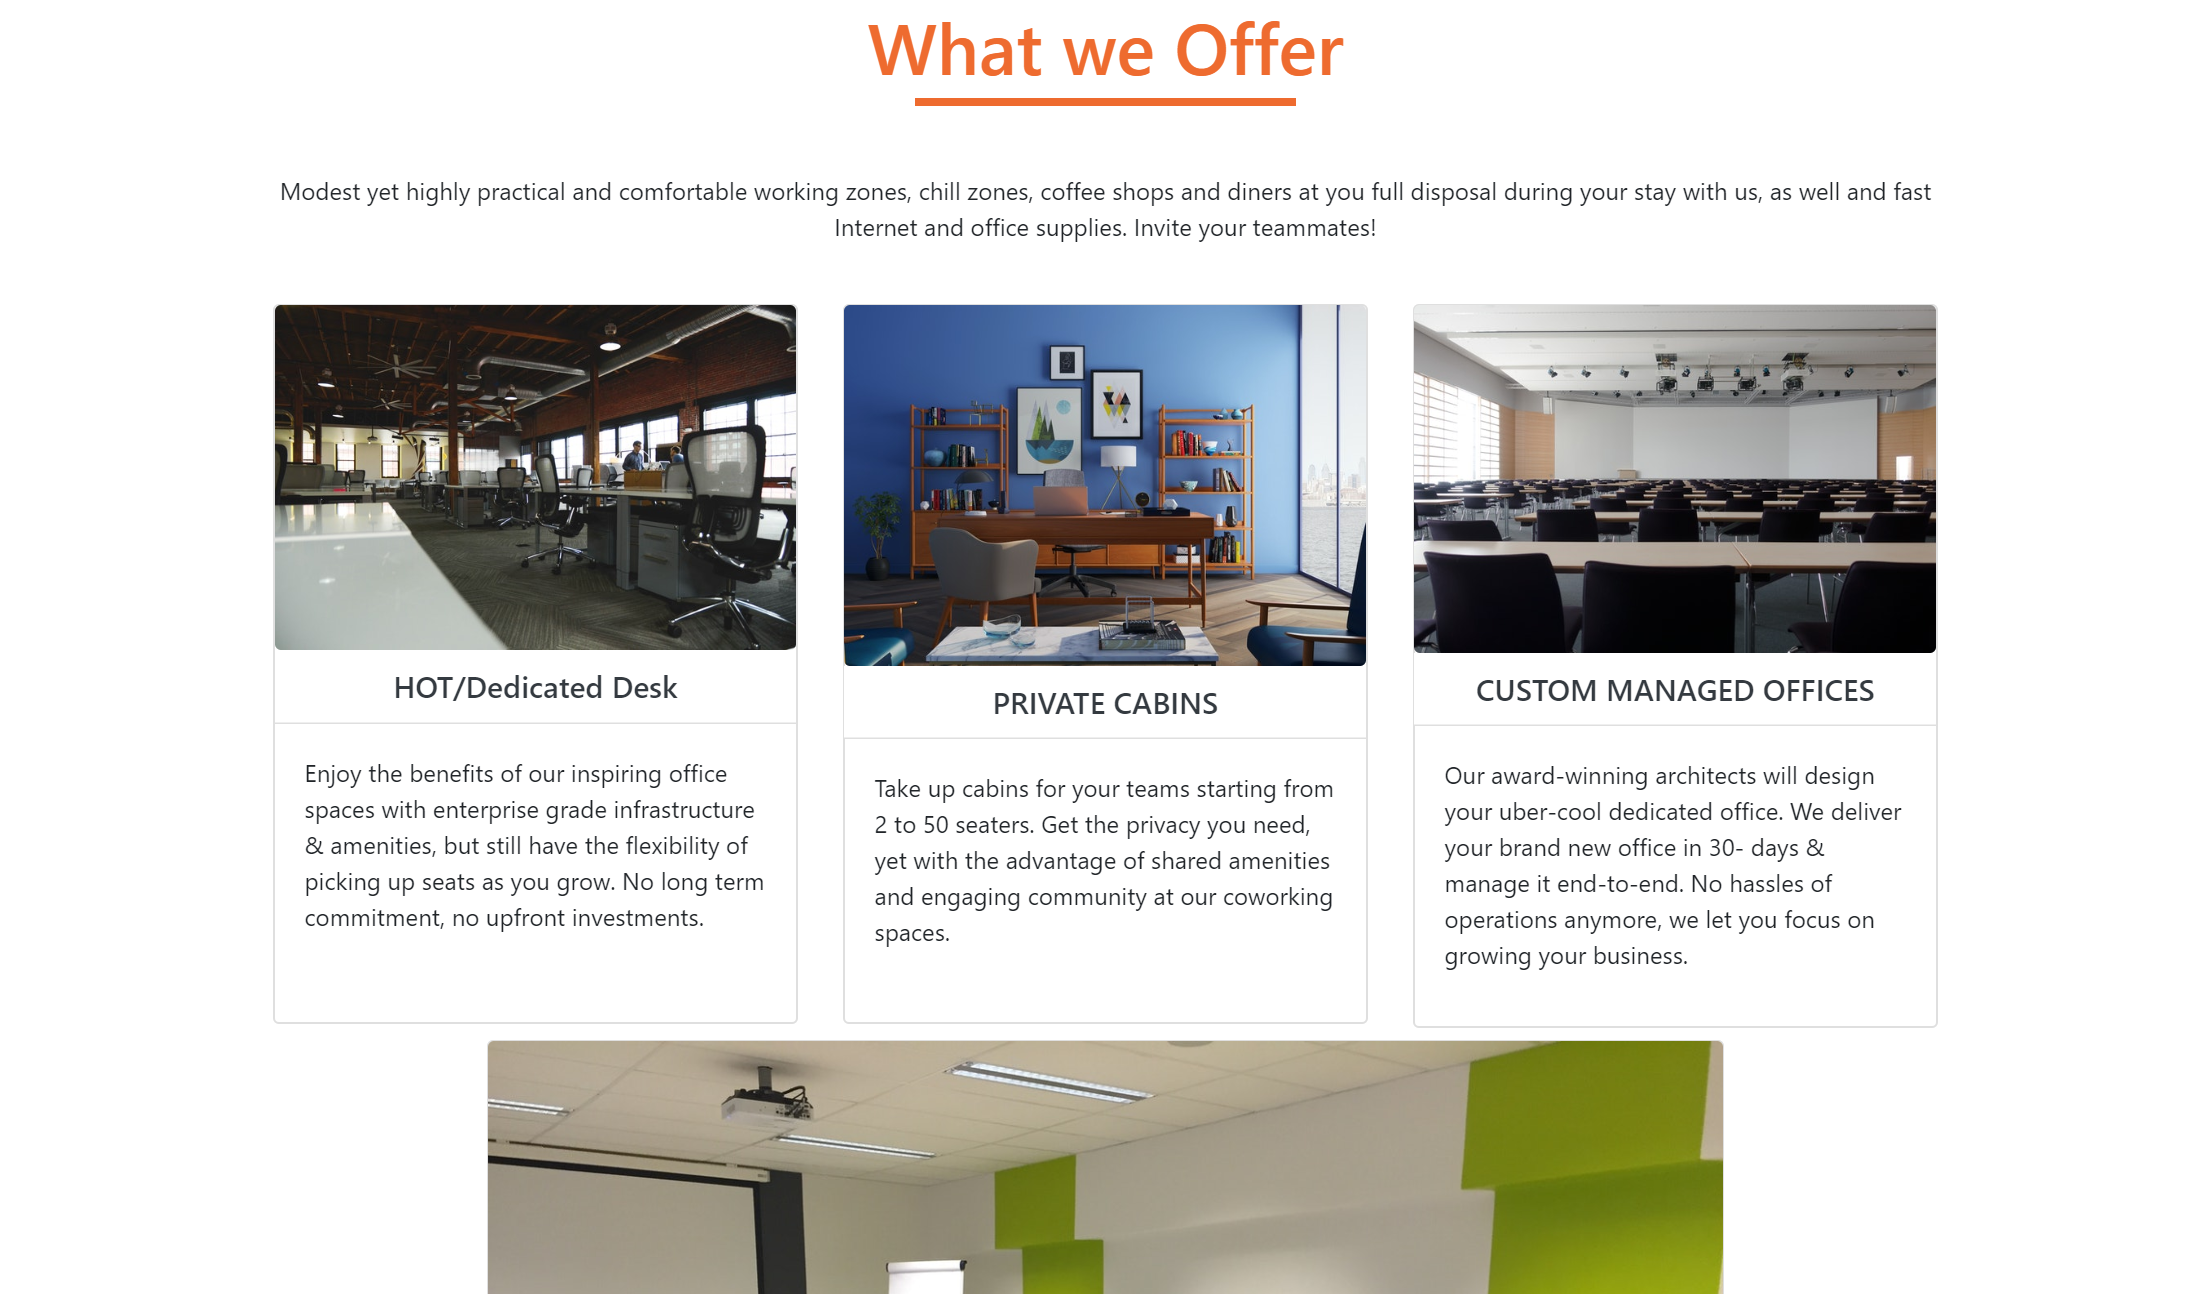 What we Offer
Modest yet highly practical and comfortable working zones, chill zones, coffee shops and diners at you full disposal during your stay with us, as well and fast
Internet and office supplies. Invite your teammates!
HOT/Dedicated Desk
Enjoy the benefits of our inspiring office
spaces with enterprise grade infrastructure
& amenities, but still have the flexibility of
picking up seats as you grow. No long term
commitment, no upfront investments.
PRIVATE CABINS
Take up cabins for your teams starting from
2 to 50 seaters. Get the privacy you need,
yet with the advantage of shared amenities
and engaging community at our coworking
spaces.
CUSTOM MANAGED OFFICES
Our award-winning architects will design
your uber-cool dedicated office. We deliver
your brand new office in 30- days &
manage it end-to-end. No hassles of
operations anymore, we let you focus on
growing your business.